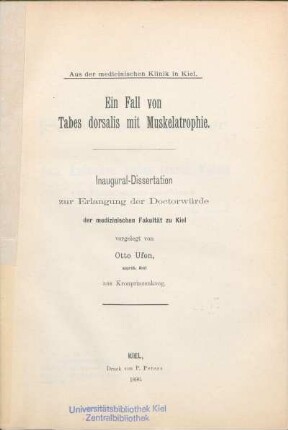 Aus der medicinischen Klinik in Kiel.
Ein Fall von
Tabes dorsalis mit Muskelatrophie.
Inaugural-Dissertation
zur Erlangung der Doctorwürde
der medizinischen Fakultät zu Kiel
vorgelegt von
Otto Ufen,
aus Kronprinzenkoog.
KIEL,
Druck von P. Peters
Universitätsbibliothek Kiel
Zentralbibliothek